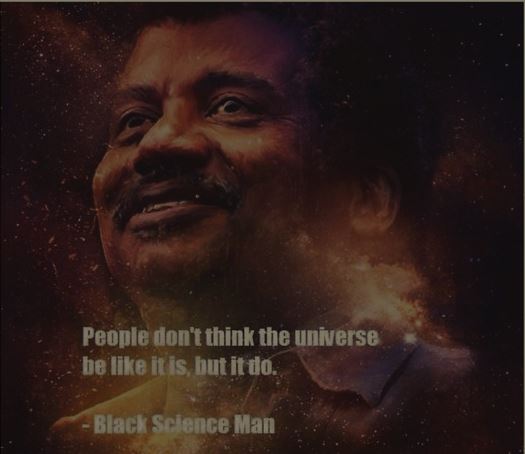 People don't think the universe
be like it is, but it do.
- Black Science Man